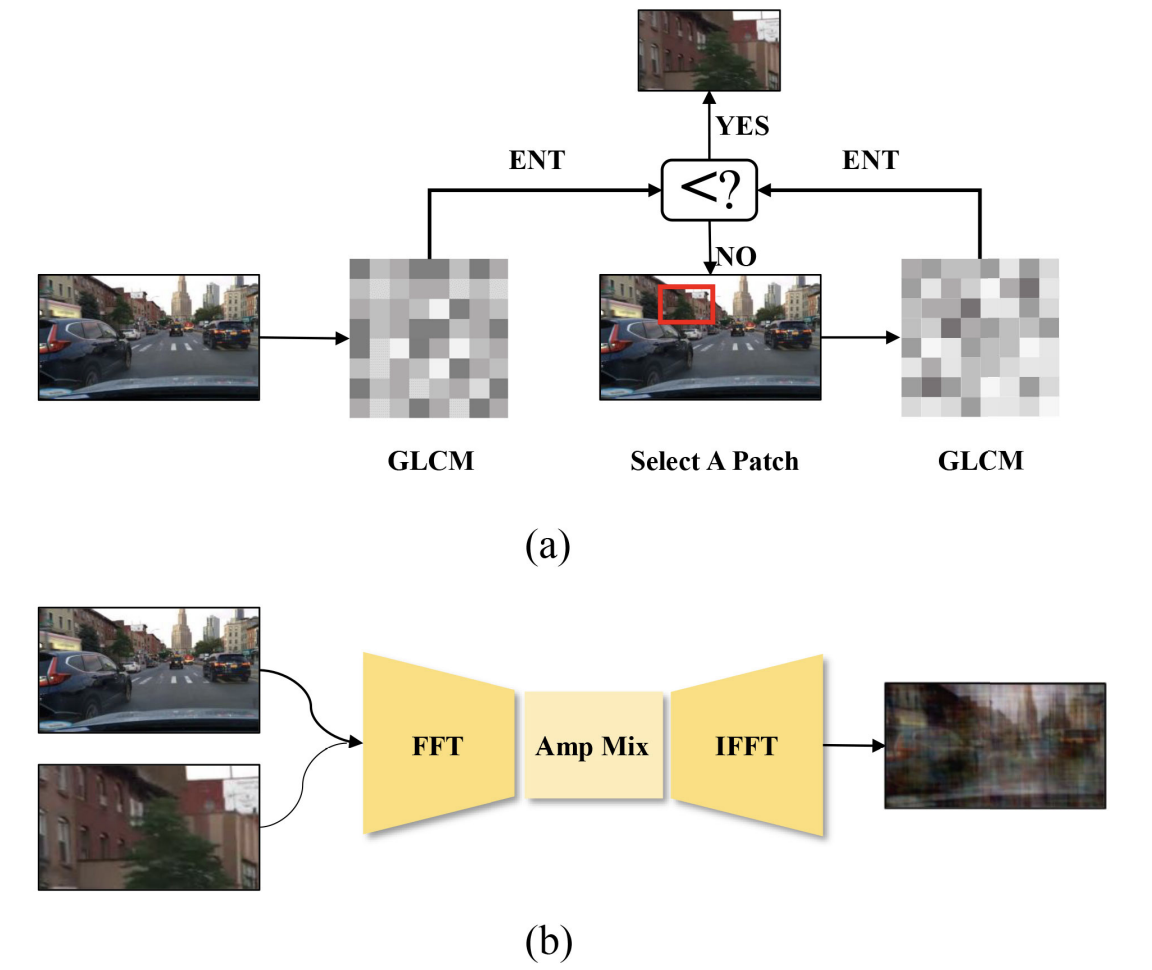 YES
ENT
ENT
<?
NO
GLCM
Select A Patch
GLCM
(a)
FFT
Amp Mix
IFFT
(b)